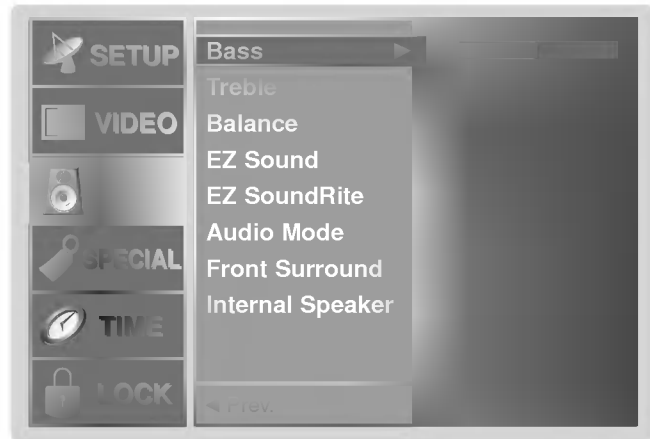 SETUP
VIDEO
SPECIAL
TIME
LOCK
Bass
Treble
Balance
EZ Sound
EZ SoundRite
Audio Mode
Front Surround
Internal Speaker
Prev.